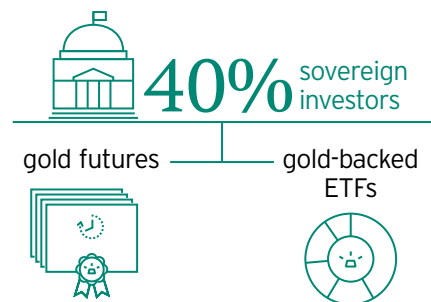 40% sovereign
investors
gold futures
gold-backed
ETFs